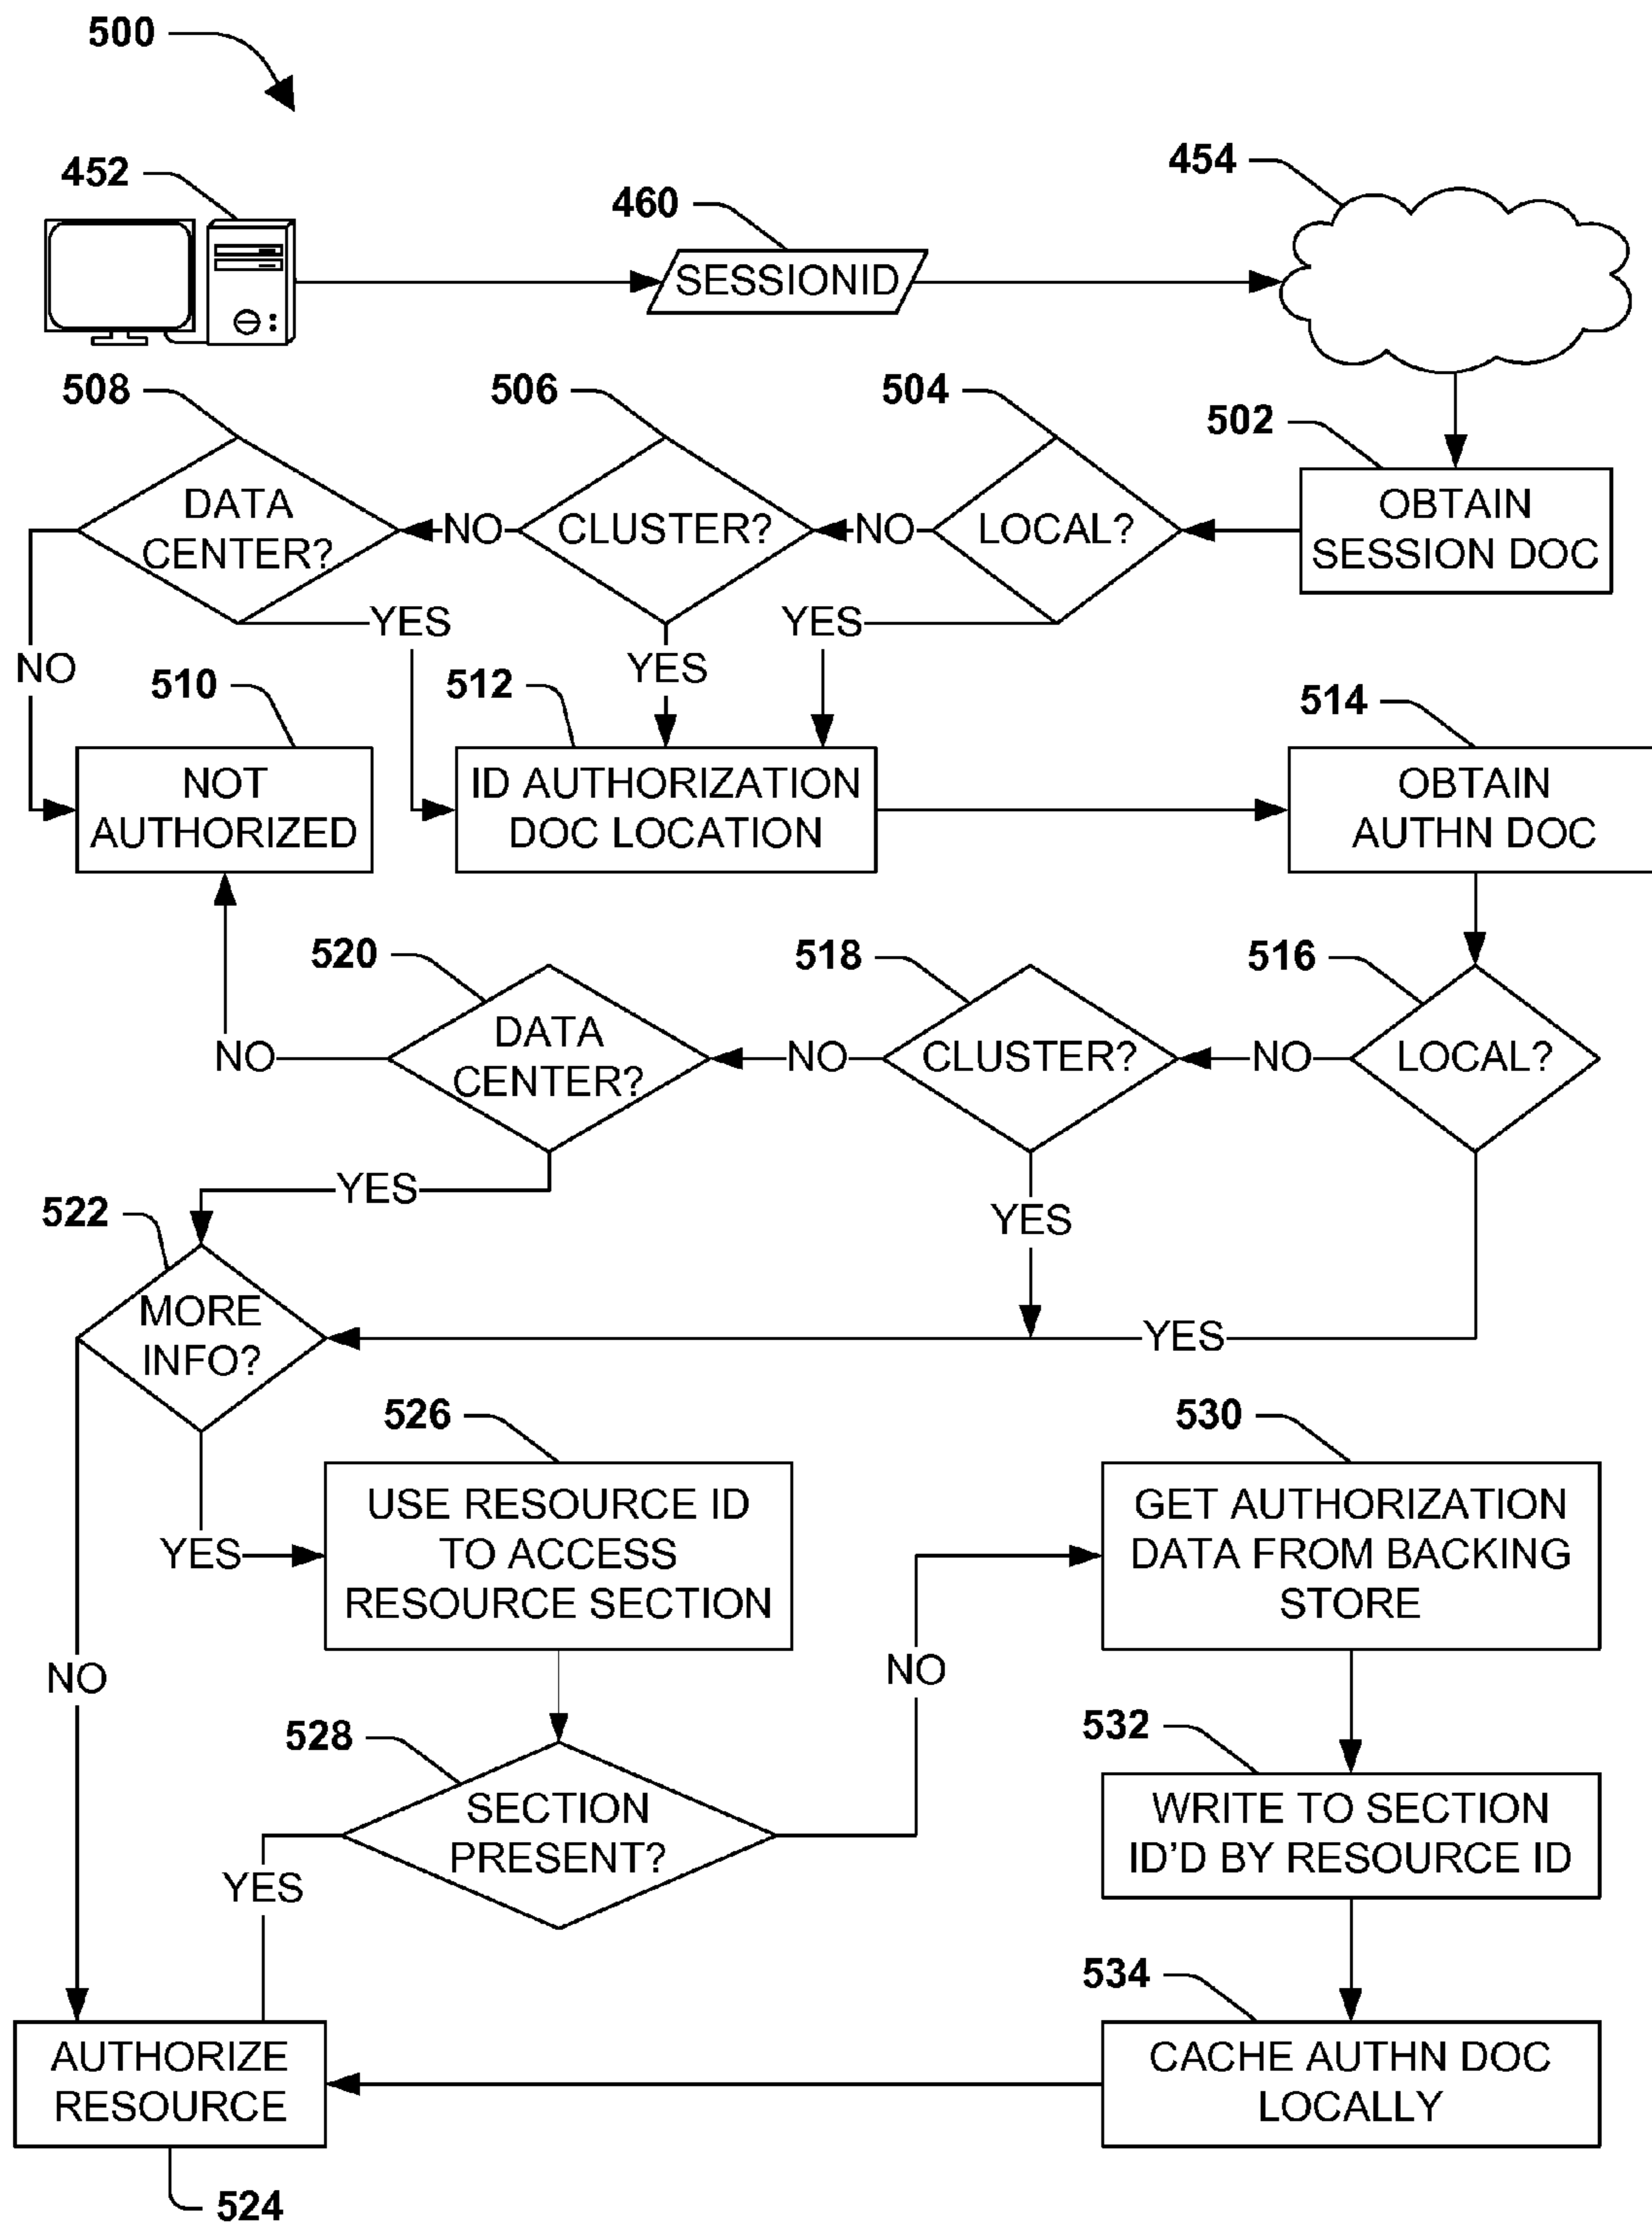 500
452
460
454
SESSIONID
508
506
504
502
DATA
CENTER?
NO
CLUSTER?
NO
LOCAL?
OBTAIN
SESSION DOC
YES
YES
YES
NO
510
512
514
NOT
AUTHORIZED
ID AUTHORIZATION
DOC LOCATION
OBTAIN
AUTHN DOC
520
518
516
NO
DATA
CENTER?
NO
CLUSTER?
NO
LOCAL?
YES
YES
522
MORE
INFO?
YES
526
530
USE RESOURCE ID
TO ACCESS
RESOURCE SECTION
GET AUTHORIZATION
DATA FROM BACKING
STORE
YES
NO
NO
528
532
SECTION
PRESENT?
WRITE TO SECTION
ID'D BY RESOURCE ID
YES
534
AUTHORIZE
RESOURCE
CACHE AUTHN DOC
LOCALLY
524